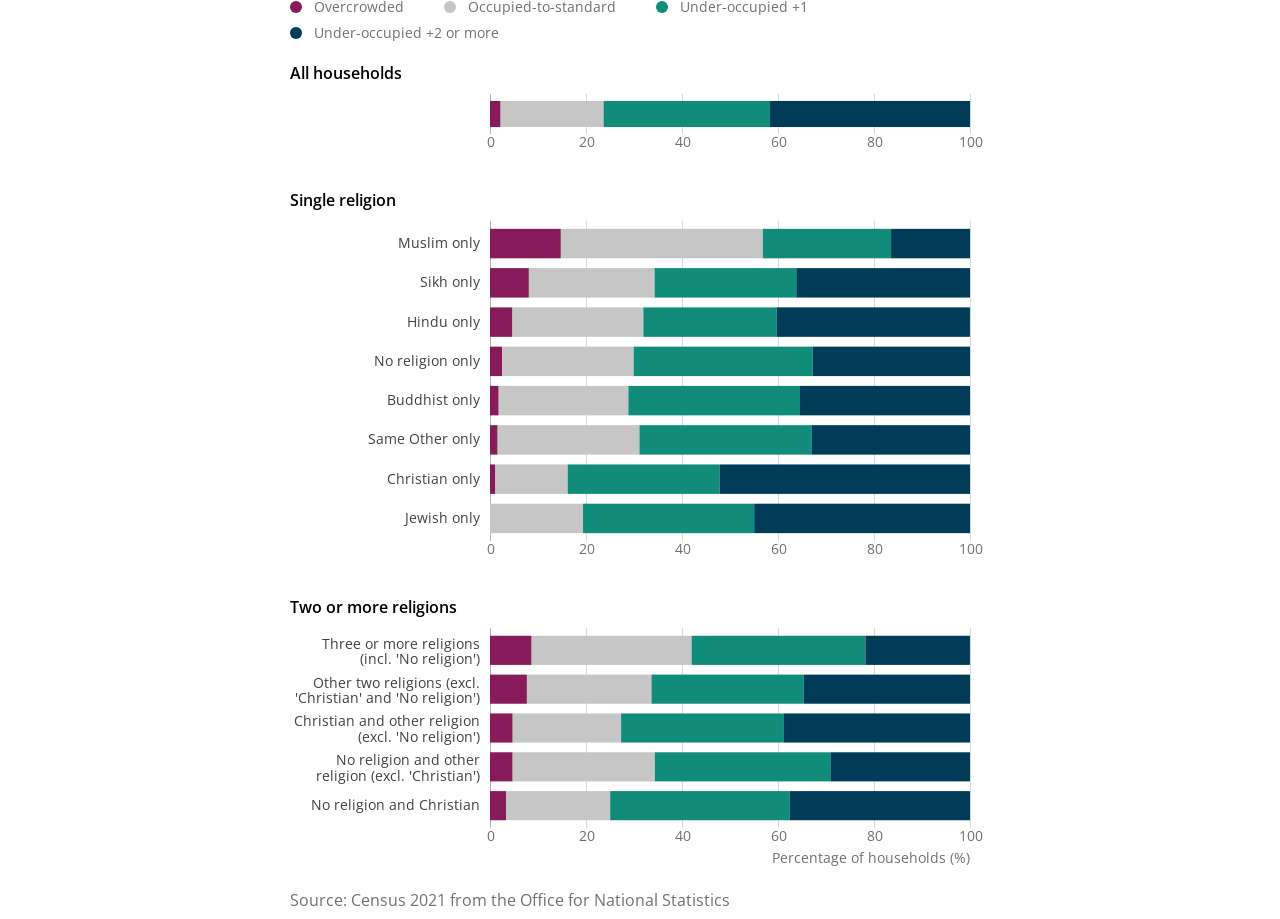 Overcrowded Occupied-to-standard Under-occupied +1
Under-occupied +2 or more
All households
0 20 40 60 80 100
Single religion
Muslim only
Sikh only
Hindu only
No religion only
Buddhist only
Same Other only
Christian only
Jewish only
0 20 40 60 80 100
Two or more religions
Three or more religions
(incl. 'No religion')
Other two religions (excl.
'Christian' and 'No religion')
Christian and other religion
(excl. 'No religion')
No religion and other
religion (excl. 'Christian')
No religion and Christian
0 20 40 60 80 100
Percentage of households (%)
Source: Census 2021 from the Office for National Statistics